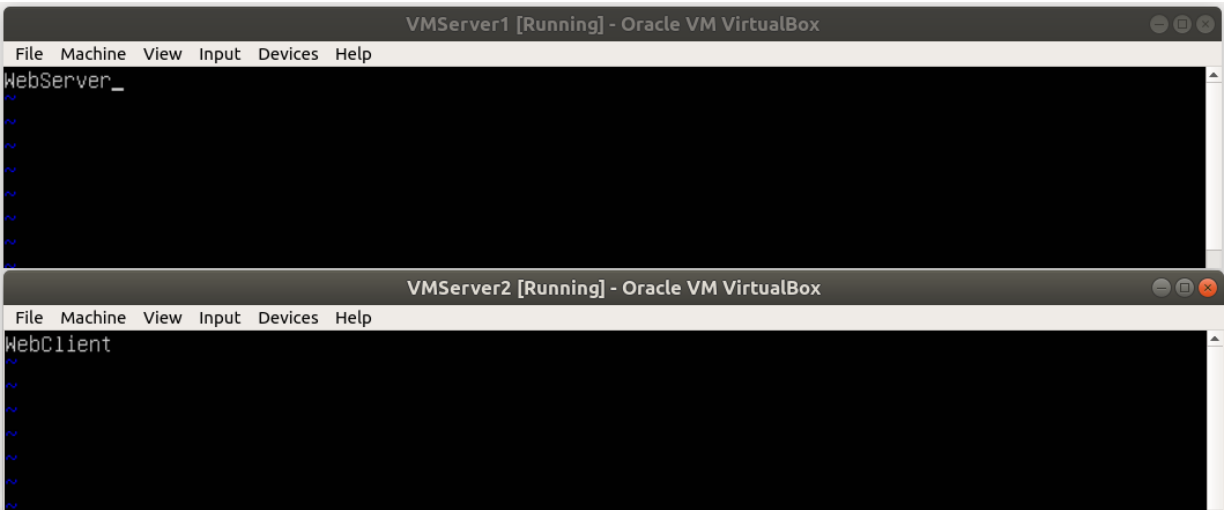 VMServer1 [Running] - Oracle VM VirtualBox
File Machine View Input Devices Help
WebServer_
~
~
~
~
~
~
~
~
VMServer2 [Running] - Oracle VM VirtualBox
File Machine View Input Devices Help
WebClient
~
~
~
~
~
~
~